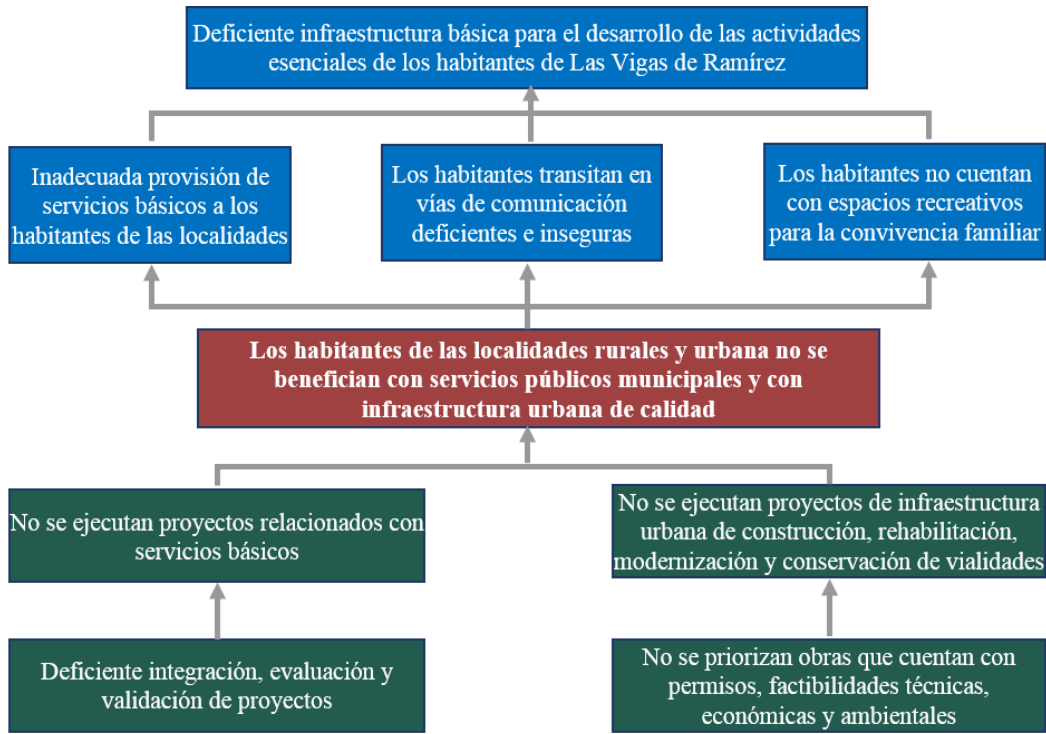 Deficiente infraestructura básica para el desarrollo de las actividades
esenciales de los habitantes de Las Vigas de Ramírez
Inadecuada provisión de
servicios básicos a los
habitantes de las localidades
Los habitantes transitan en
vías de comunicación
deficientes e inseguras
Los habitantes no cuentan
con espacios recreativos
para la convivencia familiar
Los habitantes de las localidades rurales y urbana no se
benefician con servicios públicos municipales y con
infraestructura urbana de calidad
No se ejecutan proyectos relacionados con
servicios básicos
No se ejecutan proyectos de infraestructura
urbana de construcción, rehabilitación,
modernización y conservación de vialidades
Deficiente integración, evaluación y
validación de proyectos
No se priorizan obras que cuentan con
permisos, factibilidades técnicas,
económicas y ambientales